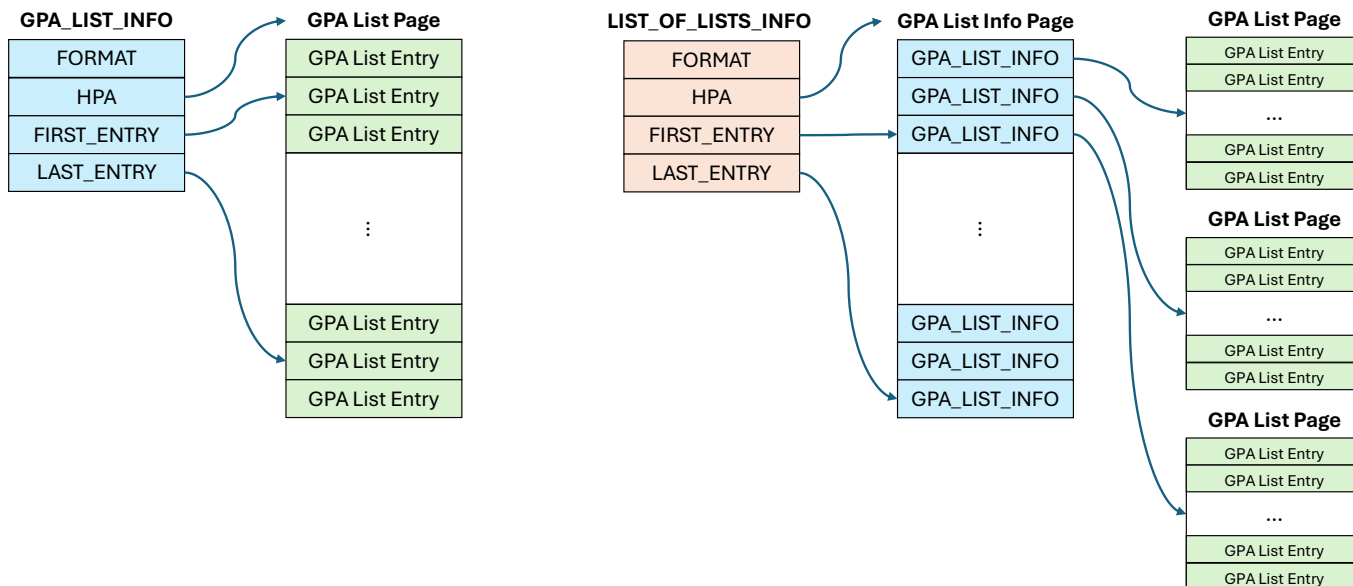 GPA_LIST_INFO
FORMAT
HPA
FIRST_ENTRY
LAST_ENTRY
GPA List Page
GPA List Entry
GPA List Entry
GPA List Entry
...
GPA List Entry
GPA List Entry
GPA List Entry
LIST_OF_LISTS_INFO
FORMAT
HPA
FIRST_ENTRY
LAST_ENTRY
GPA List Info Page
GPA_LIST_INFO
GPA_LIST_INFO
GPA_LIST_INFO
...
GPA_LIST_INFO
GPA_LIST_INFO
GPA_LIST_INFO
GPA List Page
GPA List Entry
GPA List Entry
...
GPA List Entry
GPA List Entry
GPA List Page
GPA List Entry
GPA List Entry
...
GPA List Entry
GPA List Entry
GPA List Page
GPA List Entry
GPA List Entry
...
GPA List Entry
GPA List Entry